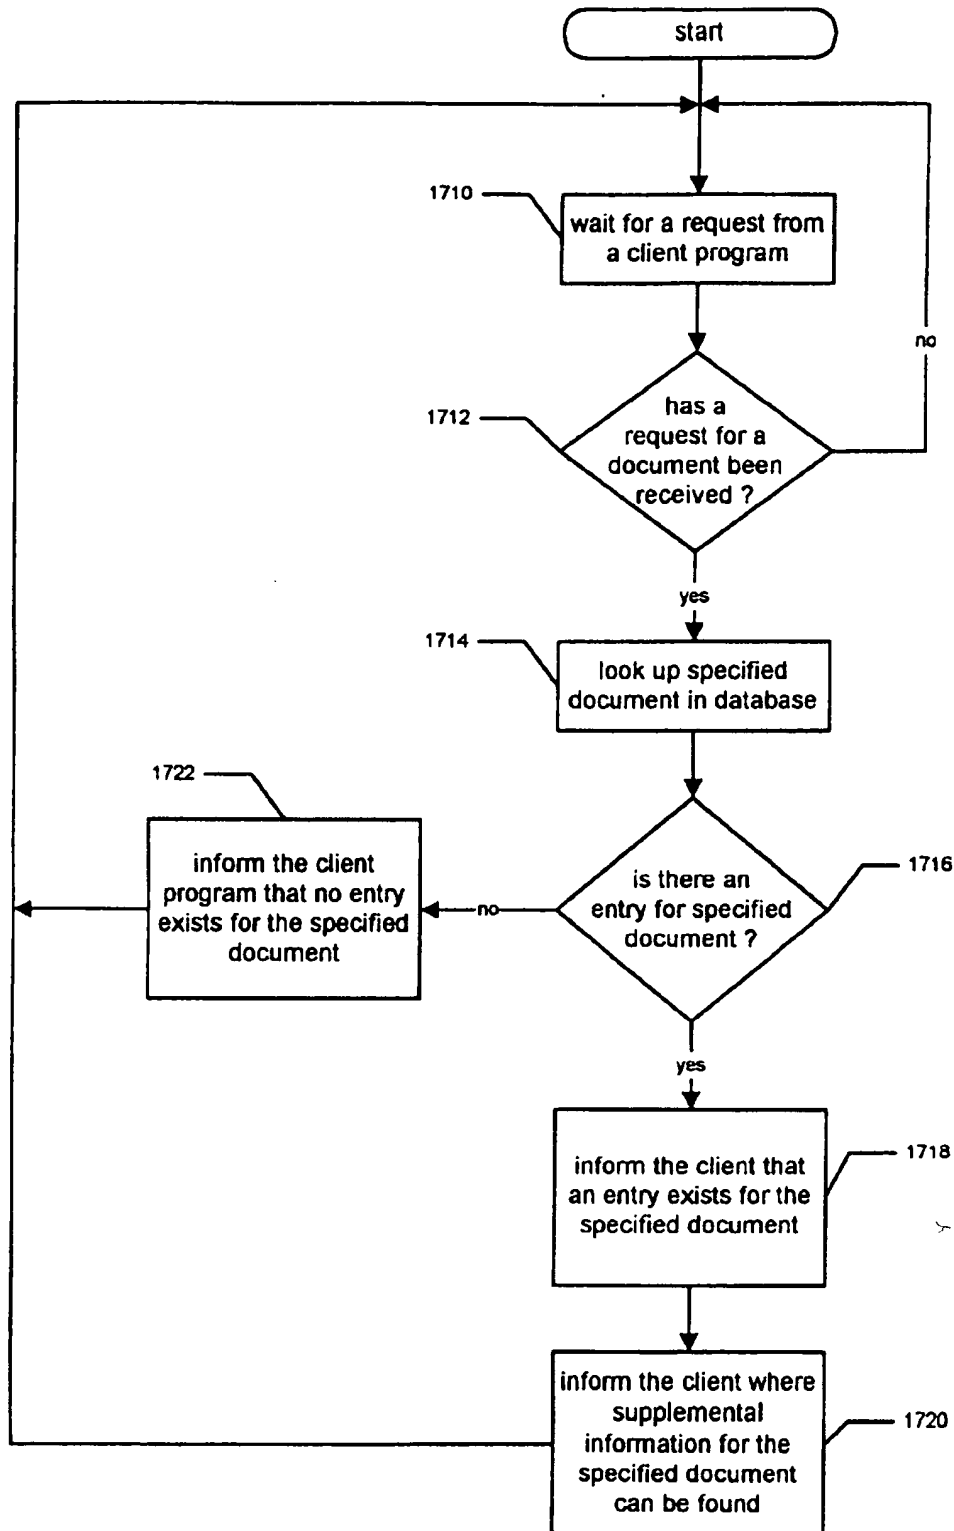 start
1710
wait for a request from
a client program
no
1712
has a
request for a
document been
received ?
yes
1714
look up specified
document in database
1722
inform the client
program that no entry
exists for the specified
document
no
is there an
entry for specified
document ?
1716
yes
inform the client that
an entry exists for the
specified document
1718
inform the client where
supplemental
information for the
specified document
can be found
1720